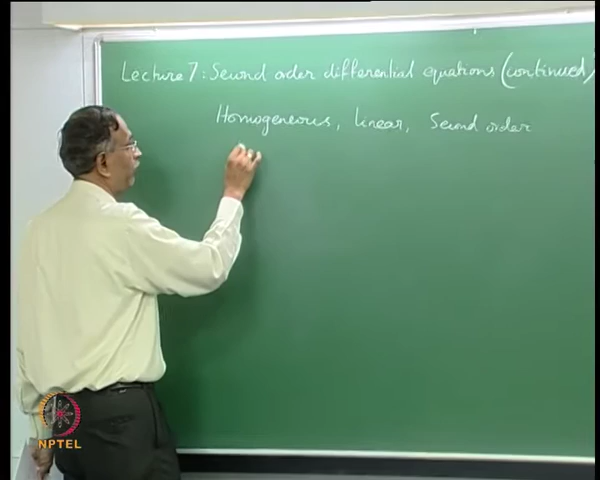 Lecture 7: Second order differential equations (continued)
Homogeneous, linear, Second order
NPTEL